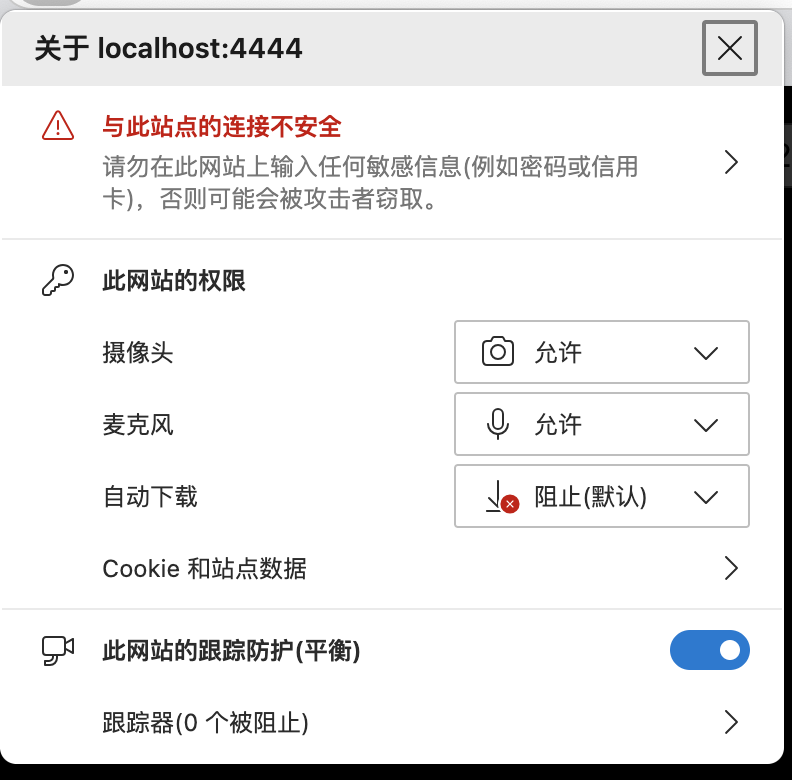 关于 localhost:4444
与此站点的连接不安全
请勿在此网站上输入任何敏感信息(例如密码或信用
卡)，否则可能会被攻击者窃取。
此网站的权限
摄像头
允许
麦克风
允许
自动下载
阻止(默认)
Cookie 和站点数据
此网站的跟踪防护(平衡)
跟踪器(0 个被阻止)